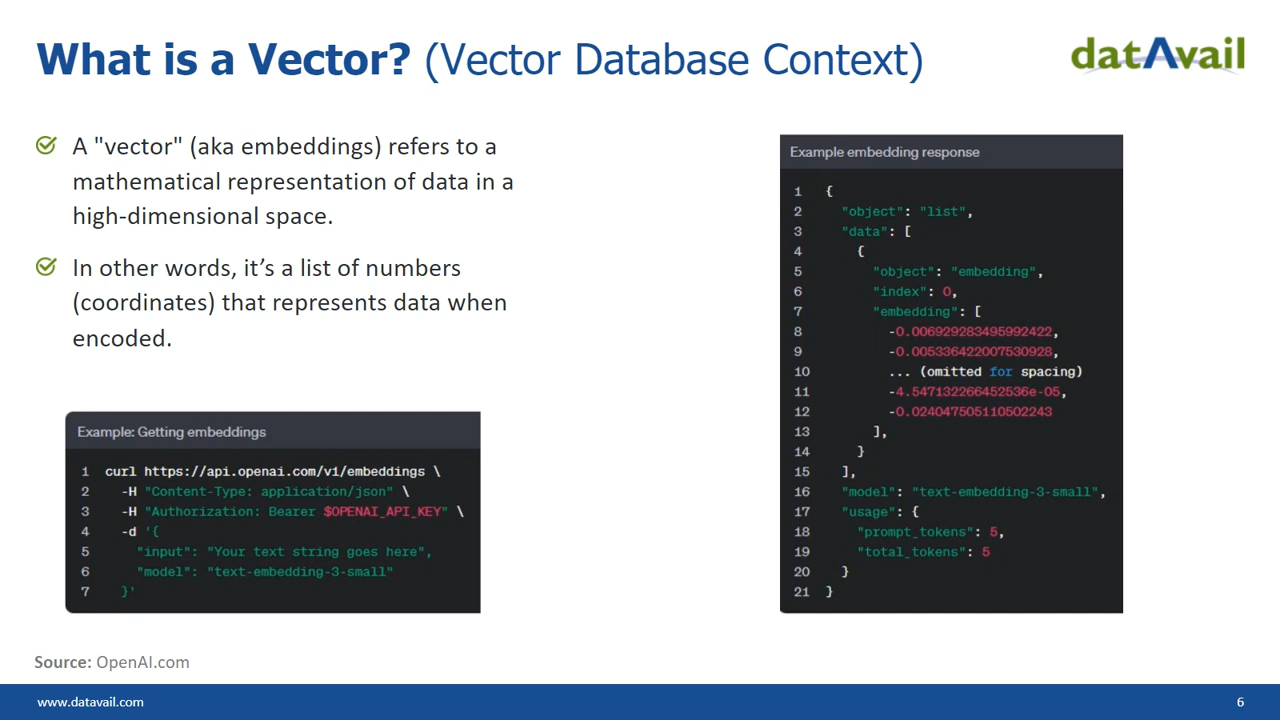 What is a Vector? (Vector Database Context)
datAvail
A "vector" (aka embeddings) refers to a
mathematical representation of data in a
high-dimensional space.
In other words, it’s a list of numbers
(coordinates) that represents data when
encoded.
Example: Getting embeddings
1 curl https://api.openai.com/v1/embeddings \
2 -H "Content-Type: application/json" \
3 -H "Authorization: Bearer $OPENAI_API_KEY" \
4 -d '{
5 "input": "Your text string goes here",
6 "model": "text-embedding-3-small"
7 }'
Example embedding response
1 {
2 "object": "list",
3 "data": [
4 {
5 "object": "embedding",
6 "index": 0,
7 "embedding": [
8 -0.006929283495992422,
9 -0.005336422007530928,
10 ... (omitted for spacing)
11 -4.547132266452536e-05,
12 -0.024047505110502243
13 ],
14 }
15 ],
16 "model": "text-embedding-3-small",
17 "usage": {
18 "prompt_tokens": 5,
19 "total_tokens": 5
20 }
21 }
Source: OpenAI.com
www.datavail.com
6